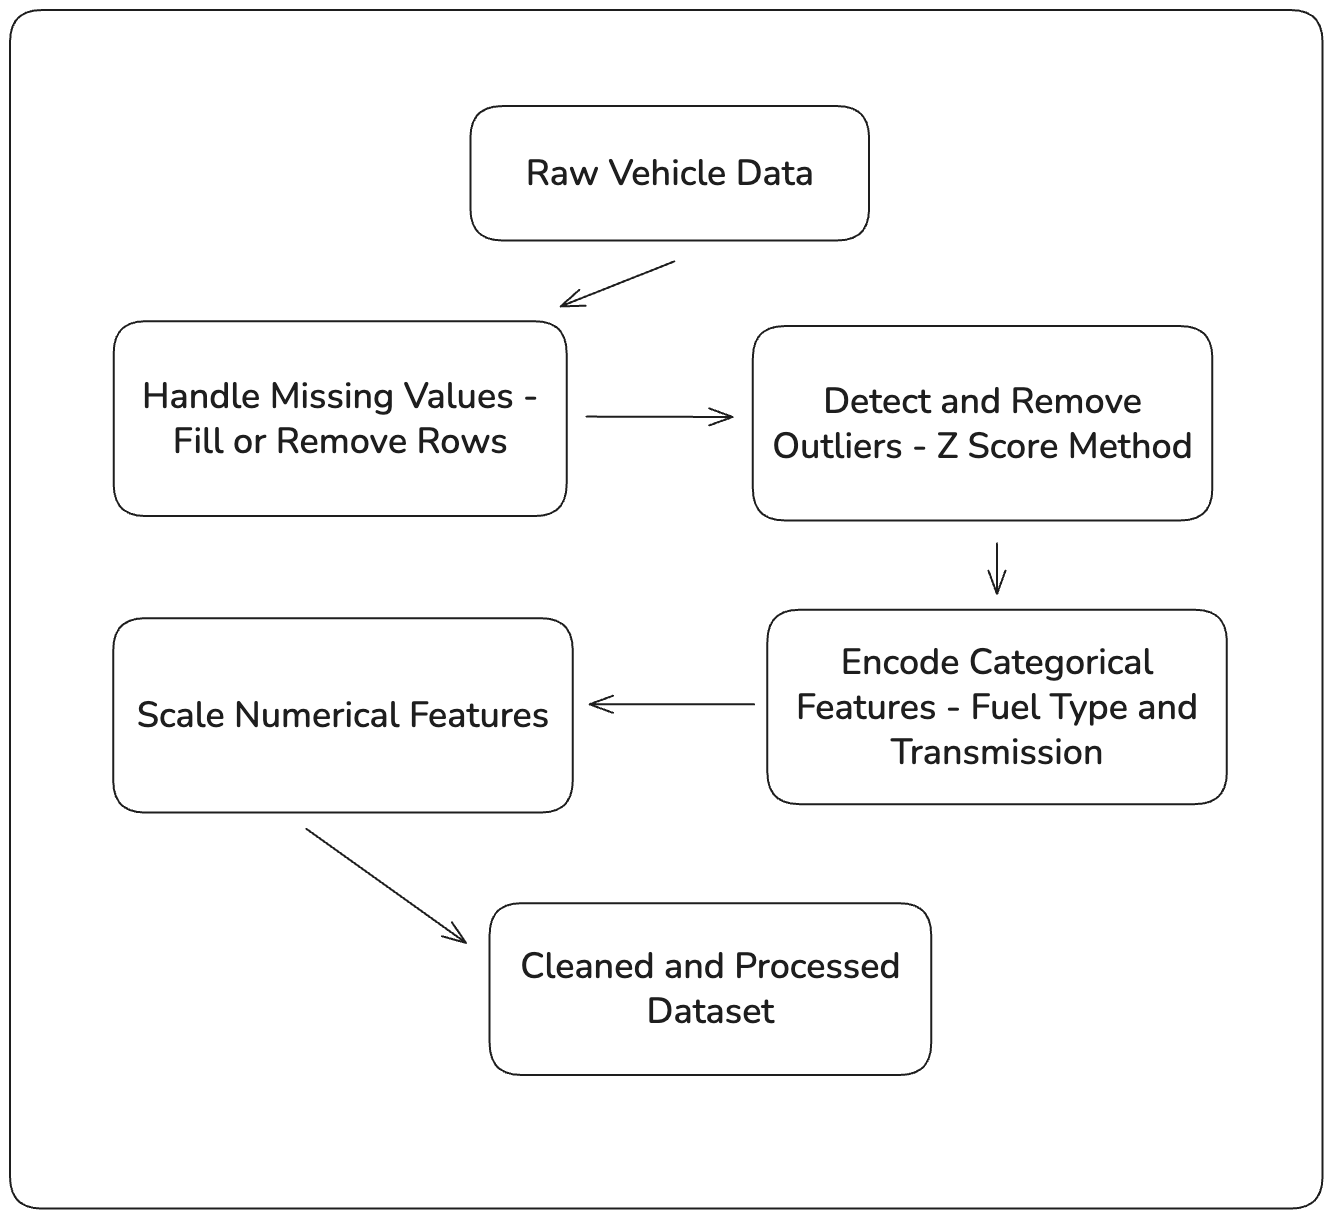 Raw Vehicle Data
Handle Missing Values -
Fill or Remove Rows
Detect and Remove
Outliers - Z Score Method
Encode Categorical
Features - Fuel Type and
Transmission
Scale Numerical Features
Cleaned and Processed
Dataset